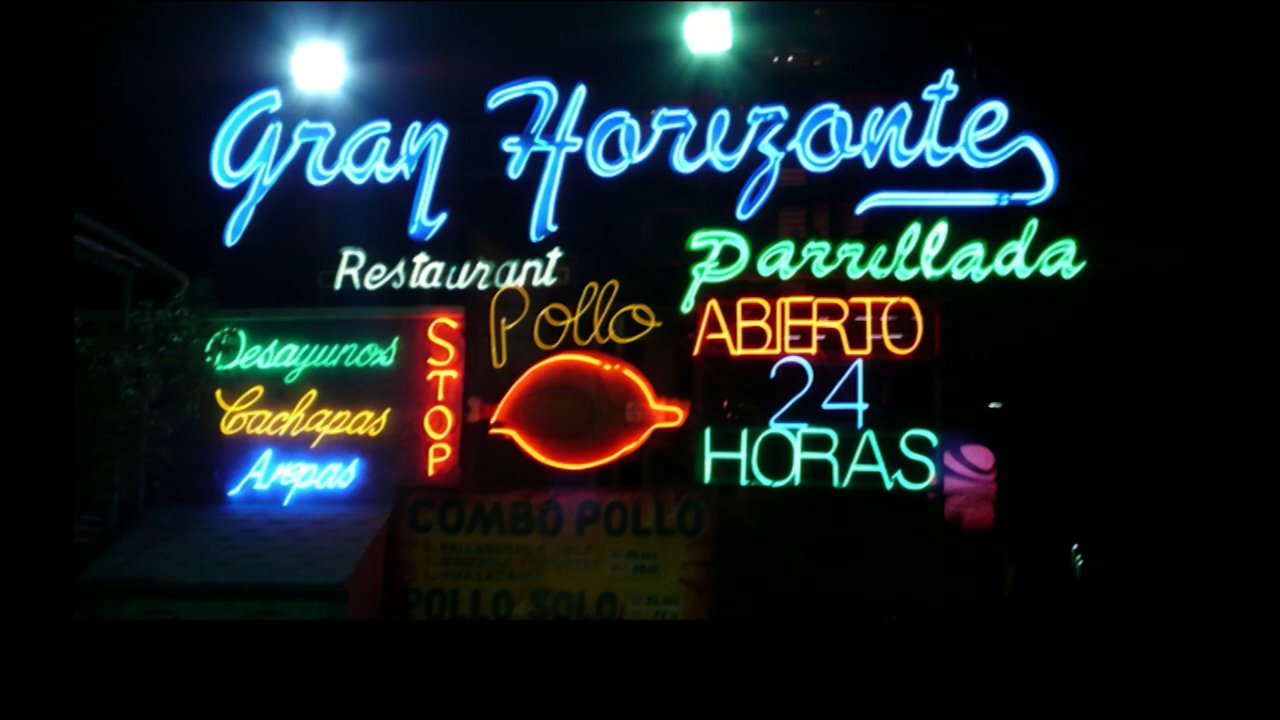 Gran Horizonte
Restaurant
Parrillada
Pollo
ABIERTO
24
HORAS
Desayunos
Cachapas
Arepas
STOP
COMBO POLLO
POLLO SOLO